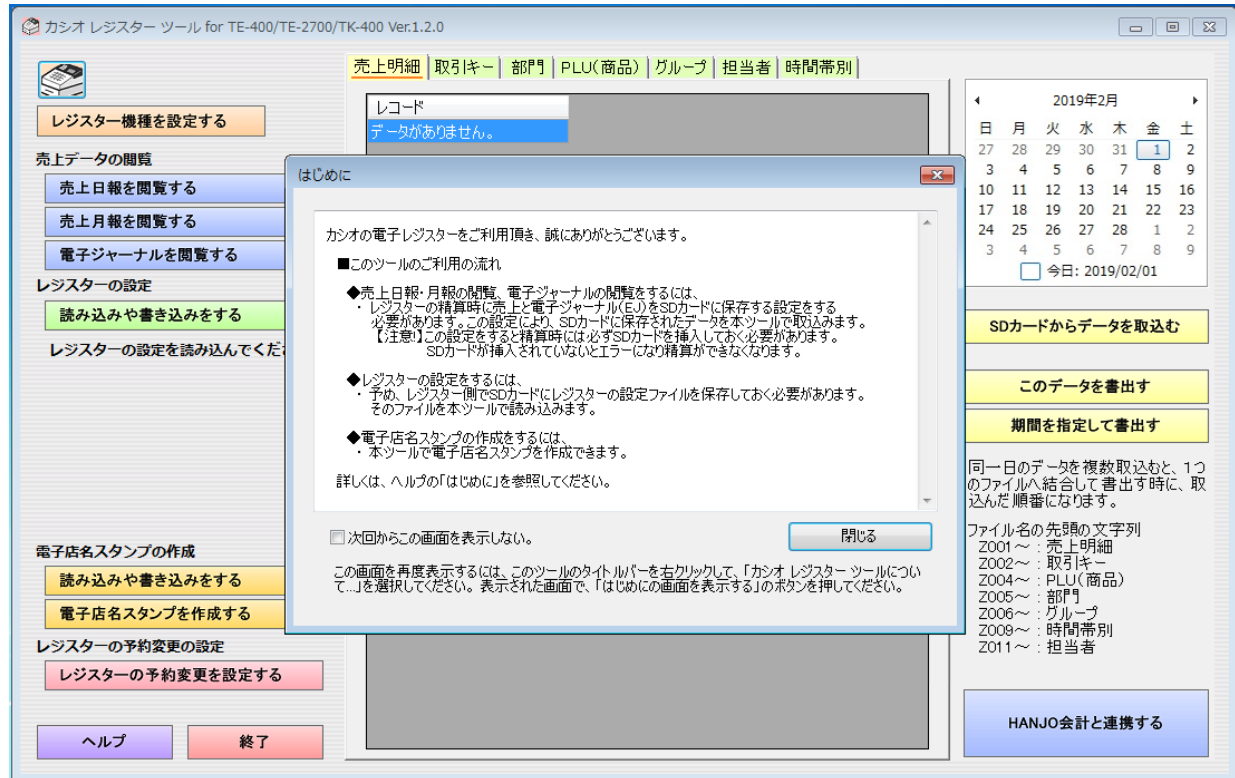 カシオ レジスター ツール for TE-400/TE-2700/TK-400 Ver.1.2.0
レジスター機種を設定する
売上データの閲覧
売上日報を閲覧する
売上月報を閲覧する
電子ジャーナルを閲覧する
レジスターの設定
読み込みや書き込みをする
レジスターの設定を読み込んでくだ
電子店名スタンプの作成
読み込みや書き込みをする
電子店名スタンプを作成する
レジスターの予約変更の設定
レジスターの予約変更を設定する
ヘルプ 終了
売上明細 取引キー 部門 PLU(商品) グループ 担当者 時間帯別
レコード
データがありません。
はじめに
カシオの電子レジスターをご利用頂き、誠にありがとうございます。
■このツールのご利用の流れ
◆売上日報・月報の閲覧、電子ジャーナルの閲覧をするには、
・ レジスターの精算時に売上と電子ジャーナル(EJ)をSDカードに保存する設定をする
必要があります。この設定により、SDカードに保存されたデータを本ツールで取込みます。
【注意!】この設定をすると精算時には必ずSDカードを挿入しておく必要があります。
SDカードが挿入されていないとエラーになり精算ができなくなります。
◆レジスターの設定をするには、
・ 予め、レジスター側でSDカードにレジスターの設定ファイルを保存しておく必要があります。
そのファイルを本ツールで読み込みます。
◆電子店名スタンプの作成をするには、
・ 本ツールで電子店名スタンプを作成できます。
詳しくは、ヘルプの「はじめに」を参照してください。
次回からこの画面を表示しない。
閉じる
この画面を再度表示するには、このツールのタイトルバーを右クリックして、「カシオ レジスター ツールについ
て...」を選択してください。表示された画面で、「はじめにの画面を表示する」のボタンを押してください。
2019年2月
日 月 火 水 木 金 土
27 28 29 30 31 1 2
3 4 5 6 7 8 9
10 11 12 13 14 15 16
17 18 19 20 21 22 23
24 25 26 27 28 1 2
3 4 5 6 7 8 9
今日: 2019/02/01
SDカードからデータを取込む
このデータを書出す
期間を指定して書出す
同一日のデータを複数取込むと、1つ
のファイルへ結合して書出す時に、取
込んだ順番になります。
ファイル名の先頭の文字列
Z001～ : 売上明細
Z002～ : 取引キー
Z004～ : PLU(商品)
Z005～ : 部門
Z006～ : グループ
Z009～ : 時間帯別
Z011～ : 担当者
HANJO会計と連携する